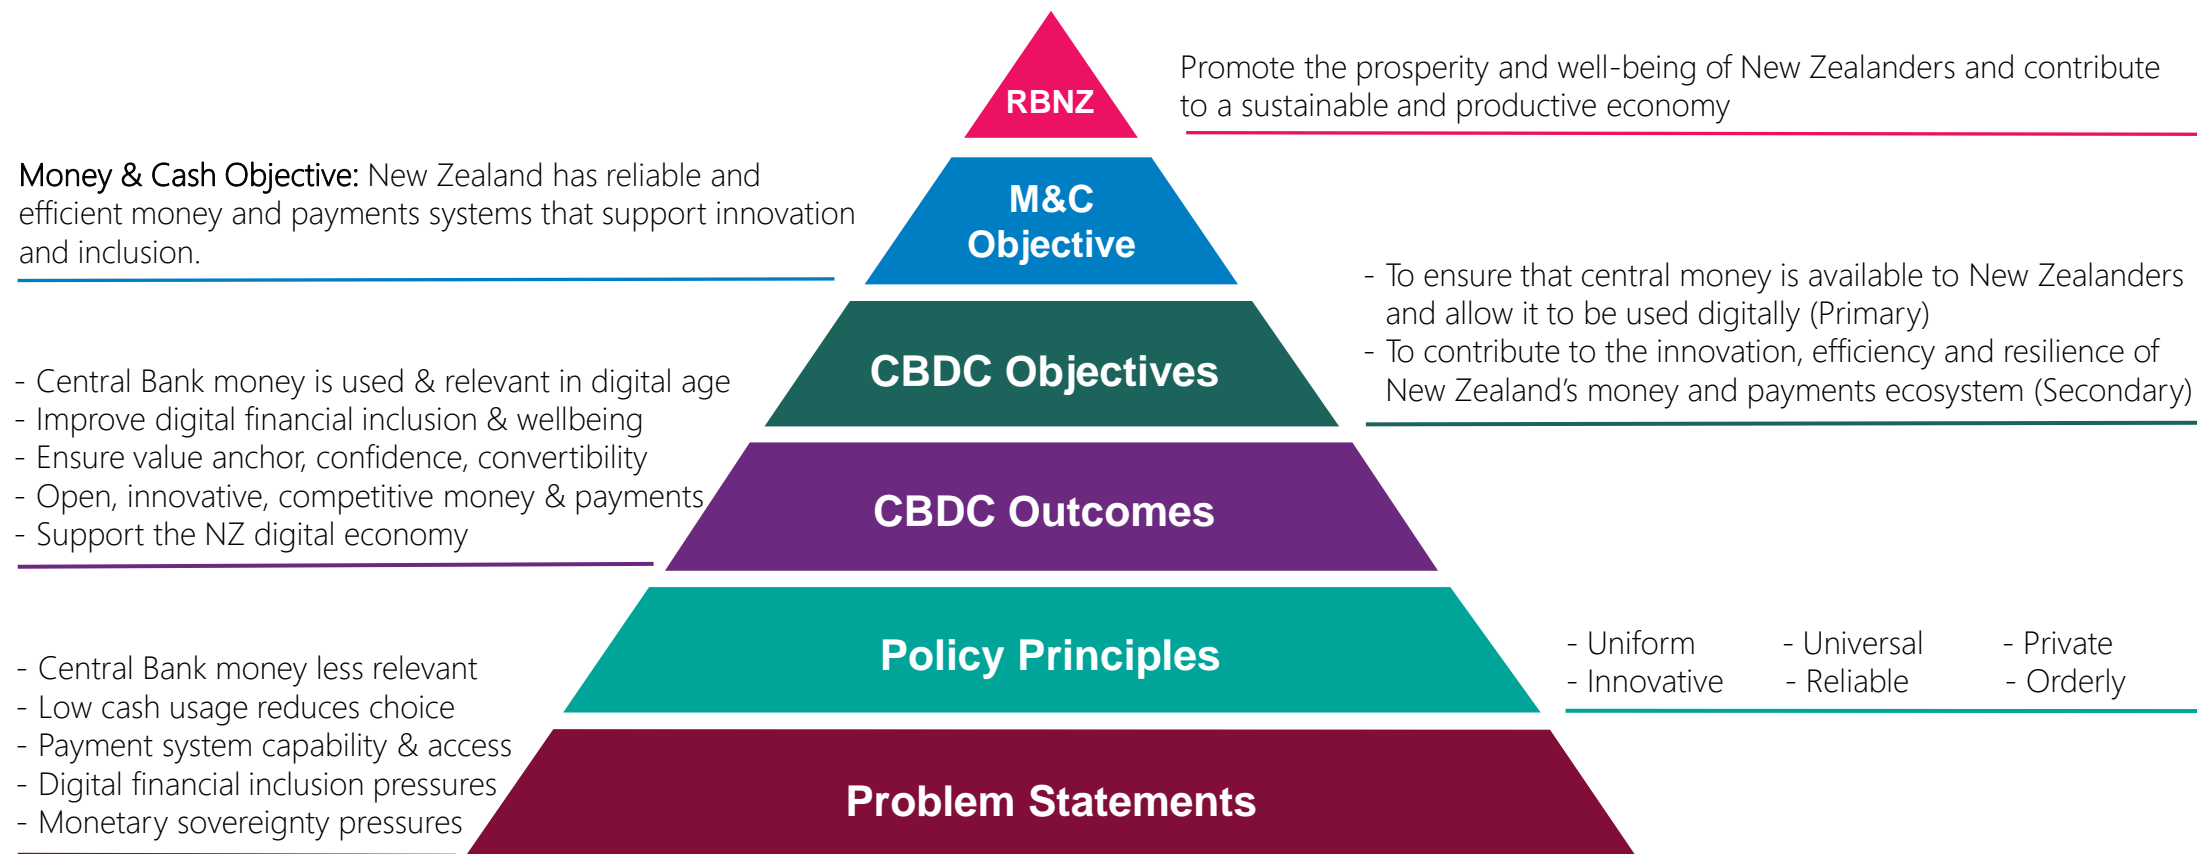 RBNZ
Promote the prosperity and well-being of New Zealanders and contribute
to a sustainable and productive economy
Money & Cash Objective: New Zealand has reliable and
efficient money and payments systems that support innovation
and inclusion.
M&C
Objective
- To ensure that central money is available to New Zealanders
and allow it to be used digitally (Primary)
- To contribute to the innovation, efficiency and resilience of
New Zealand's money and payments ecosystem (Secondary)
CBDC Objectives
- Central Bank money is used & relevant in digital age
- Improve digital financial inclusion & wellbeing
- Ensure value anchor, confidence, convertibility
- Open, innovative, competitive money & payments
- Support the NZ digital economy
CBDC Outcomes
Policy Principles
- Uniform - Universal - Private
- Innovative - Reliable - Orderly
- Central Bank money less relevant
- Low cash usage reduces choice
- Payment system capability & access
- Digital financial inclusion pressures
- Monetary sovereignty pressures
Problem Statements